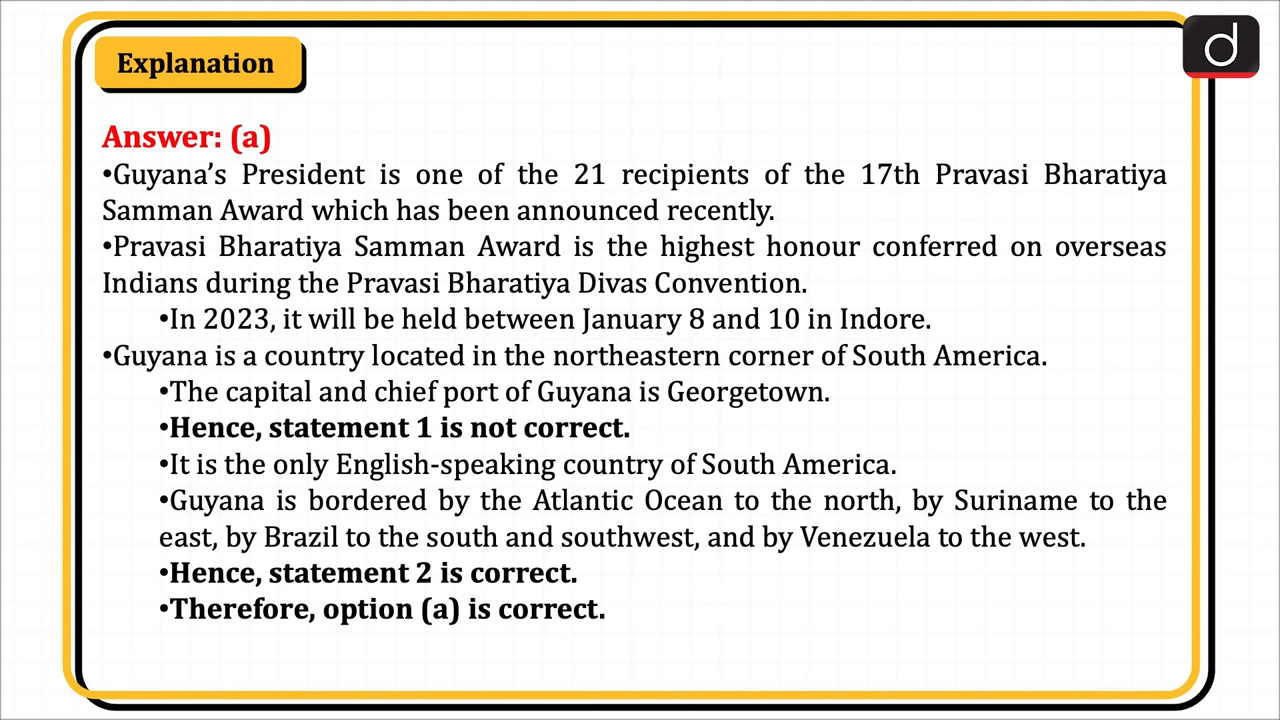 Explanation
d
Answer: (a)
•Guyana’s President is one of the 21 recipients of the 17th Pravasi Bharatiya
Samman Award which has been announced recently.
•Pravasi Bharatiya Samman Award is the highest honour conferred on overseas
Indians during the Pravasi Bharatiya Divas Convention.
•In 2023, it will be held between January 8 and 10 in Indore.
•Guyana is a country located in the northeastern corner of South America.
•The capital and chief port of Guyana is Georgetown.
•Hence, statement 1 is not correct.
•It is the only English-speaking country of South America.
•Guyana is bordered by the Atlantic Ocean to the north, by Suriname to the
east, by Brazil to the south and southwest, and by Venezuela to the west.
•Hence, statement 2 is correct.
•Therefore, option (a) is correct.